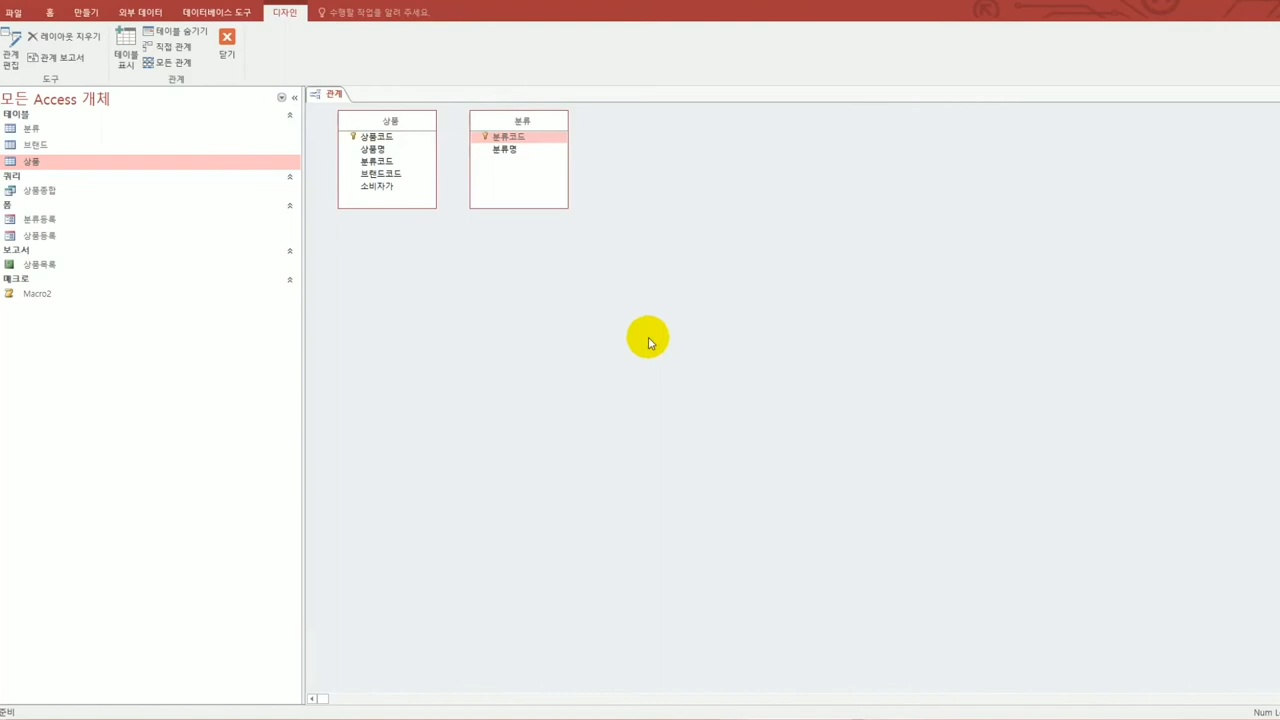 파일 홈 만들기 외부 데이터 데이터베이스 도구 디자인 수행할 작업을 알려 주세요.
관계 편집
레이아웃 지우기
관계 보고서
도구
테이블 표시
테이블 숨기기
직접 관계
모든 관계
관계
닫기
모든 Access 개체
테이블
분류
브랜드
상품
쿼리
상품종합
폼
분류등록
상품등록
보고서
상품목록
매크로
Macro2
관계
상품
상품코드
상품명
분류코드
브랜드코드
소비자가
분류
분류코드
분류명
준비
Num L